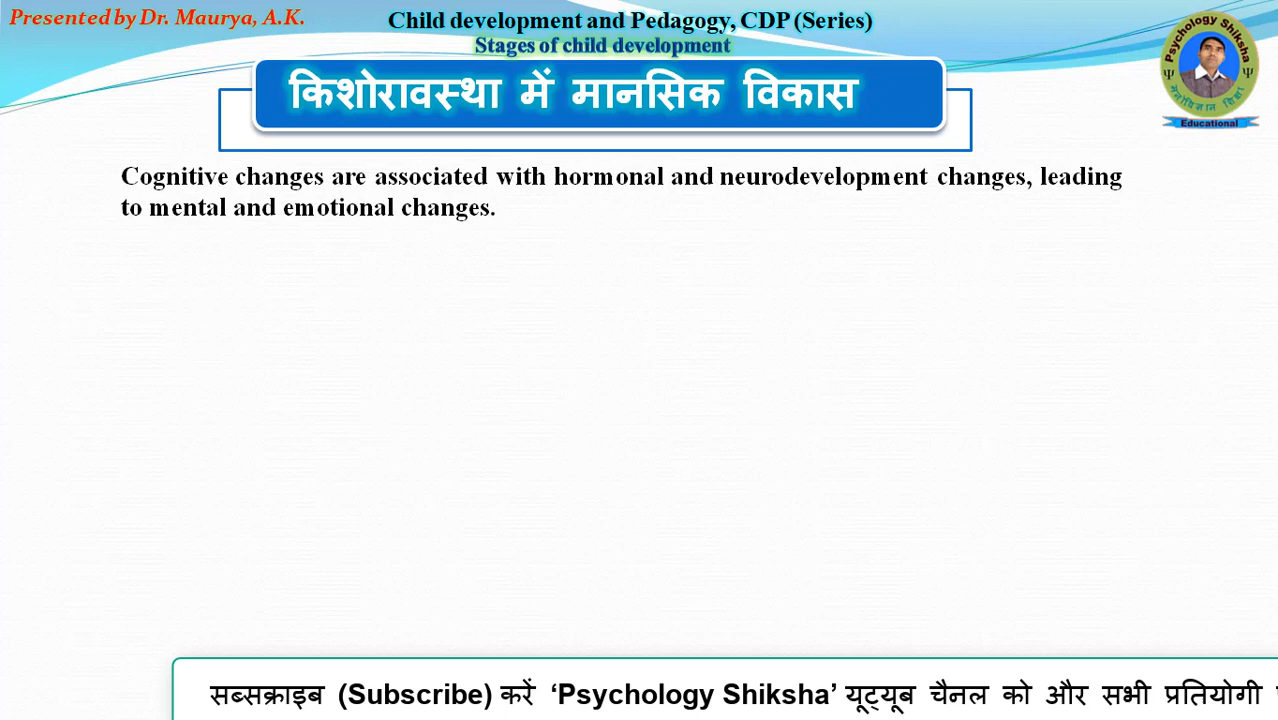 Presented by Dr. Maurya, A.K.
Child development and Pedagogy, CDP (Series)
Stages of child development
Psychology Shiksha
मनोविज्ञान शिक्षा
Educational
किशोरावस्था में मानसिक विकास
Cognitive changes are associated with hormonal and neurodevelopment changes, leading
to mental and emotional changes.
सब्सक्राइब (Subscribe) करें ‘Psychology Shiksha’ यूट्यूब चैनल को और सभी प्रतियोगी